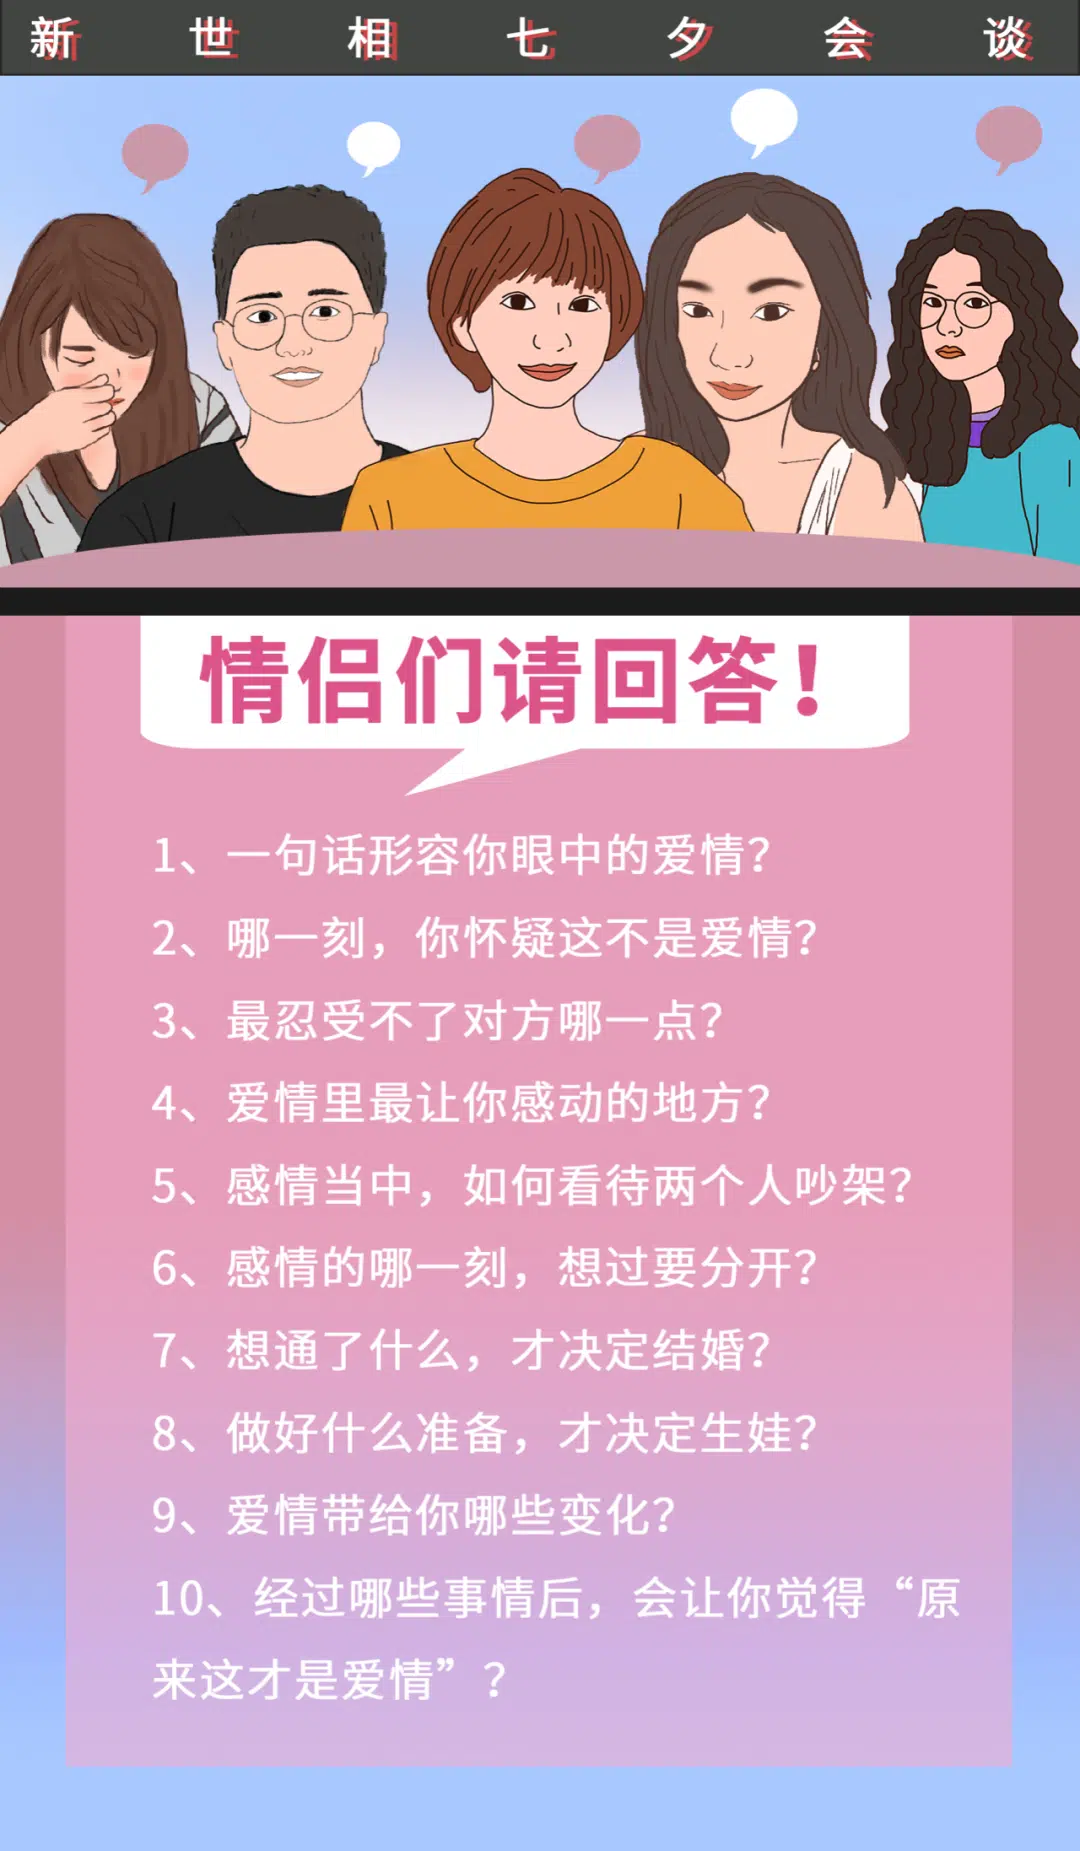 新世相七夕会谈
情侣们请回答！
1、一句话形容你眼中的爱情？
2、哪一刻，你怀疑这不是爱情？
3、最忍受不了对方哪一点？
4、爱情里最让你感动的地方？
5、感情当中，如何看待两个人吵架？
6、感情的哪一刻，想过要分开？
7、想通了什么，才决定结婚？
8、做好什么准备，才决定生娃？
9、爱情带给你哪些变化？
10、经过哪些事情后，会让你觉得“原
来这才是爱情”？